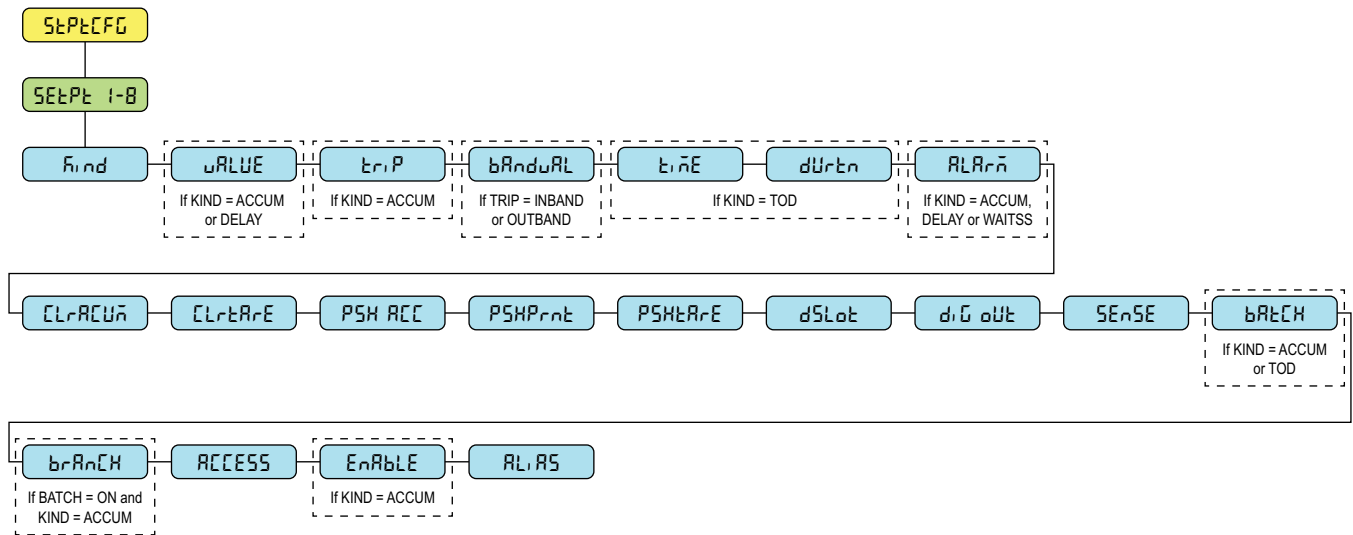 StPtCFG
SEtPt 1-8
Kind
vALUE
triP
bAndvAL
timE
dUrtn
ALArm
If KIND = ACCUM
or DELAY
If KIND = ACCUM
If TRIP = INBAND
or OUTBAND
If KIND = TOD
If KIND = ACCUM,
DELAY or WAITSS
CLrACUm
CLrtArE
PSH ACC
PSHPrnt
PSHtArE
dSLot
diG oUt
SEnSE
bAtCH
If KIND = ACCUM
or TOD
brAnCH
ACCESS
EnAbLE
ALiAS
If BATCH = ON and
KIND = ACCUM
If KIND = ACCUM